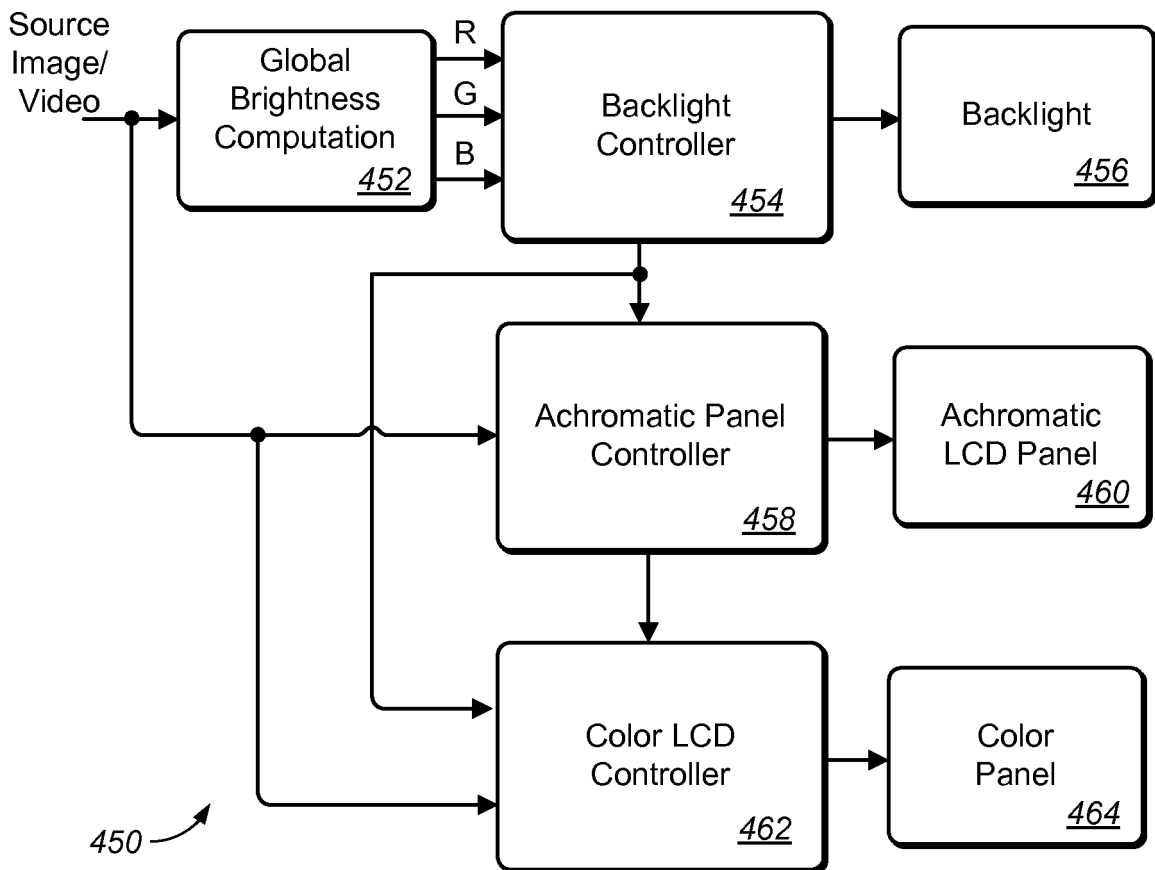 Source
Image/
Video
Global
Brightness
Computation
452
R
G
B
Backlight
Controller
454
Backlight
456
Achromatic Panel
Controller
458
Achromatic
LCD Panel
460
Color LCD
Controller
462
Color
Panel
464
450